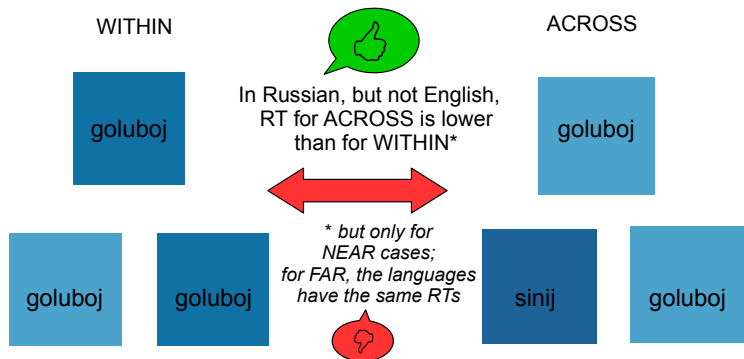 WITHIN
ACROSS
goluboj
In Russian, but not English,
RT for ACROSS is lower
than for WITHIN*
goluboj
goluboj
goluboj
* but only for
NEAR cases;
for FAR, the languages
have the same RTs
sinij
goluboj